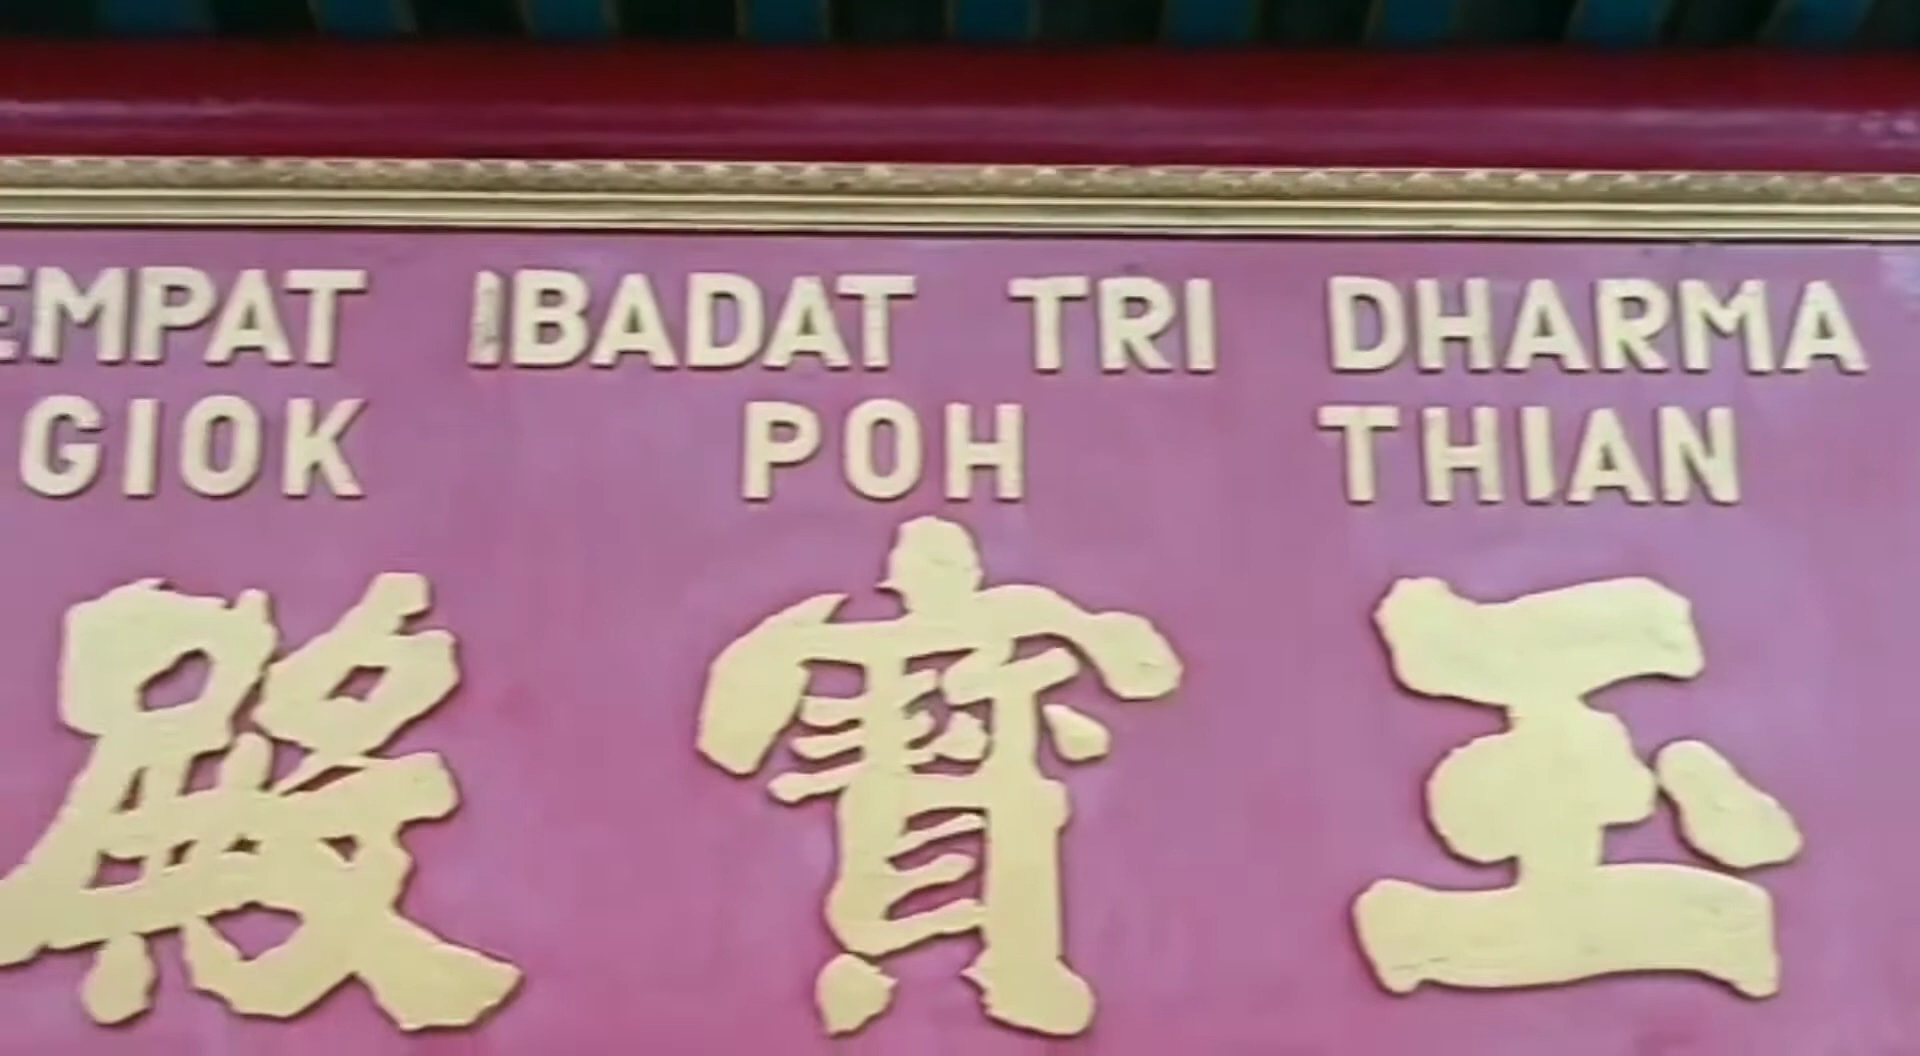 EMPAT IBADAT TRI DHARMA
GIOK POH THIAN
殿寶玉